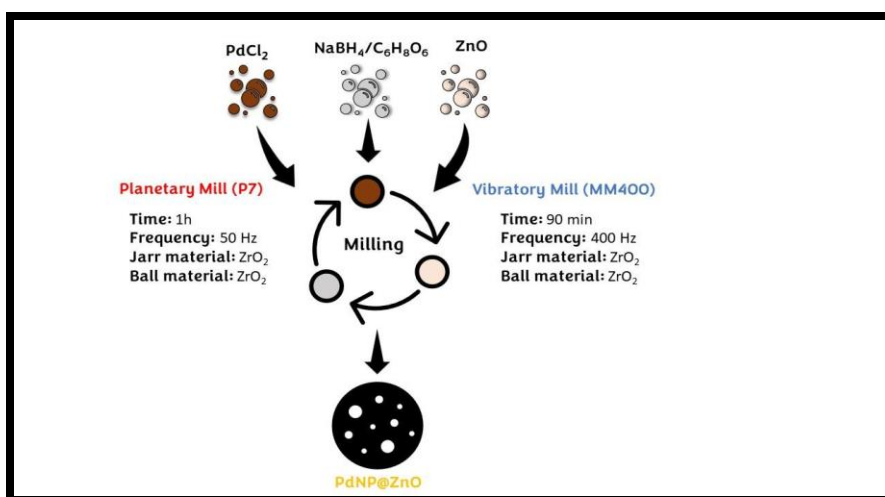 PdCl₂
NaBH₄/C₆H₈O₆
ZnO
Planetary Mill (P7)
Time: 1h
Frequency: 50 Hz
Jarr material: ZrO₂
Ball material: ZrO₂
Milling
Vibratory Mill (MM400)
Time: 90 min
Frequency: 400 Hz
Jarr material: ZrO₂
Ball material: ZrO₂
PdNP@ZnO